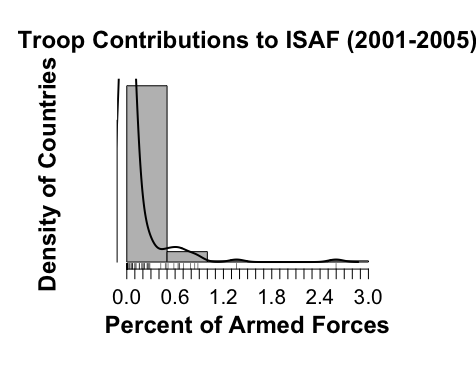 Troop Contributions to ISAF (2001-2005)
Density of Countries
0.0 0.6 1.2 1.8 2.4 3.0
Percent of Armed Forces